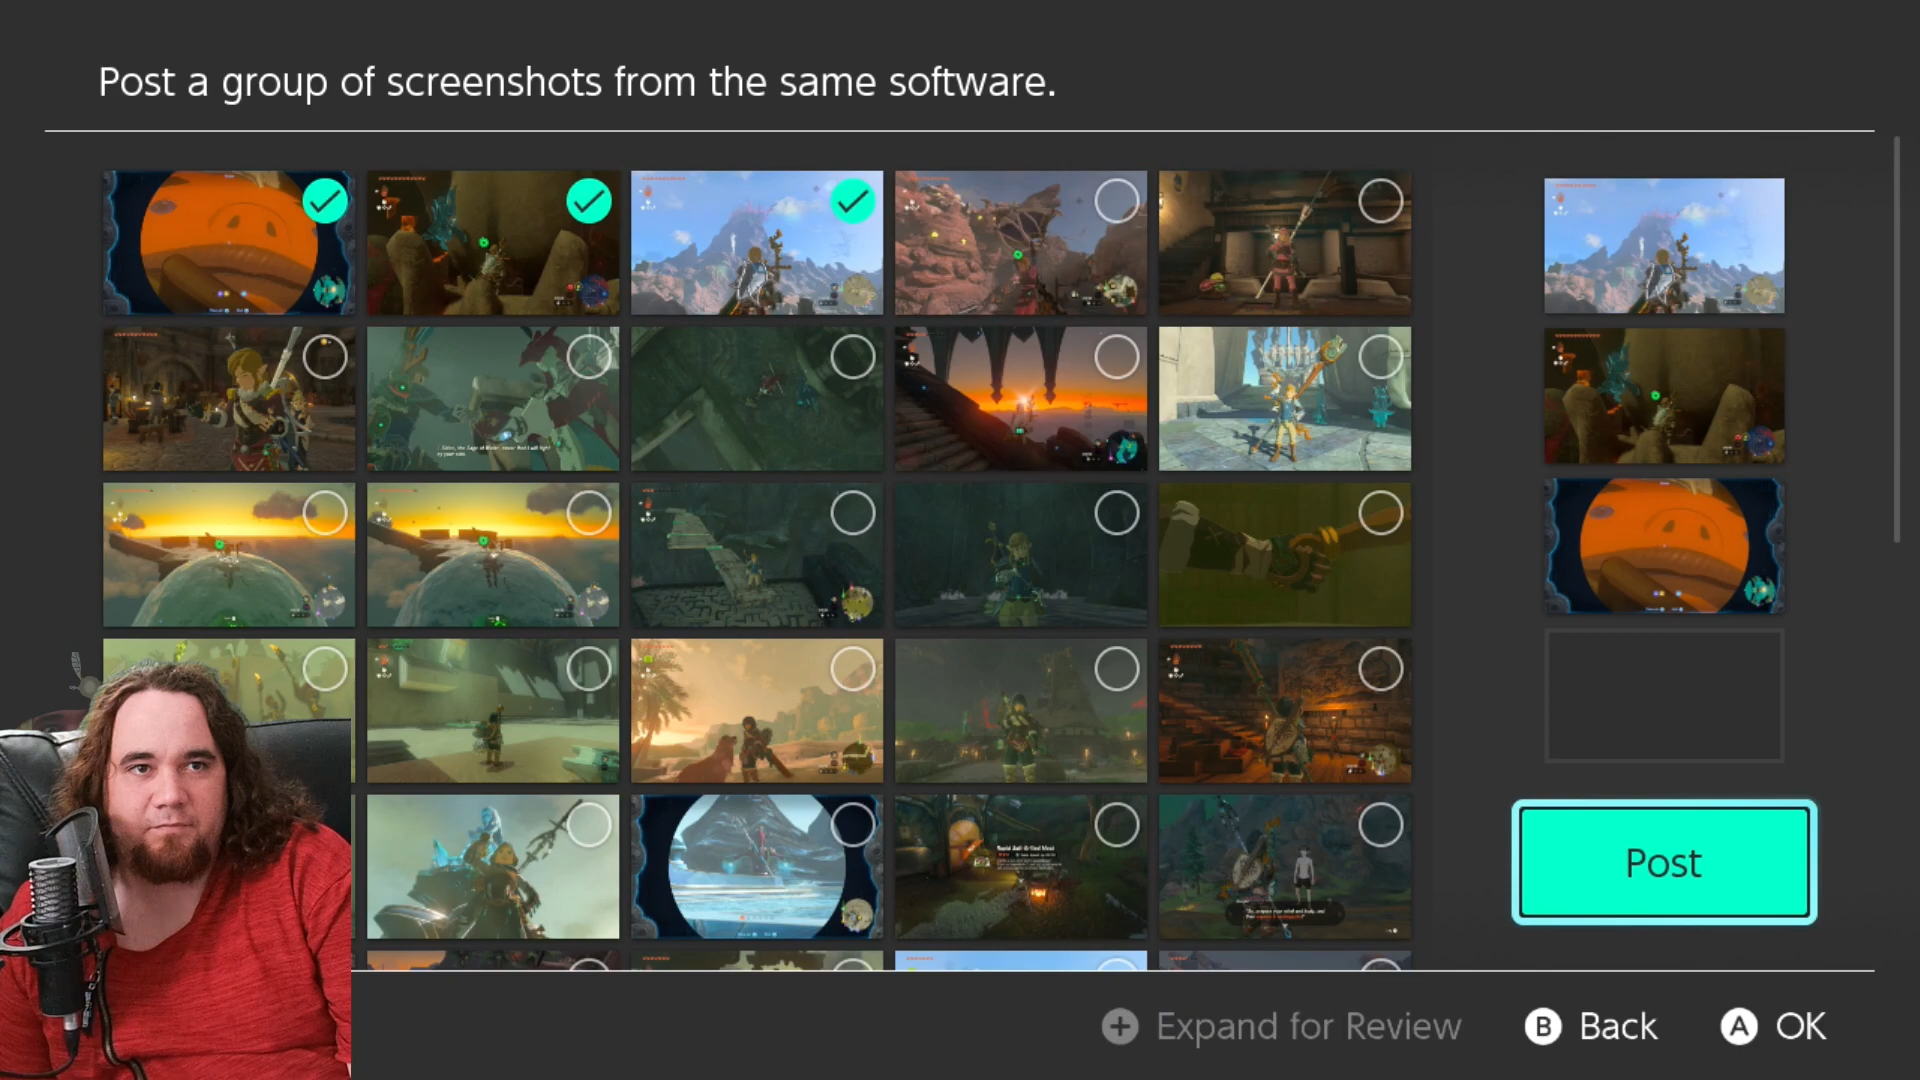 Post a group of screenshots from the same software.
Post
Expand for Review
B Back
A OK